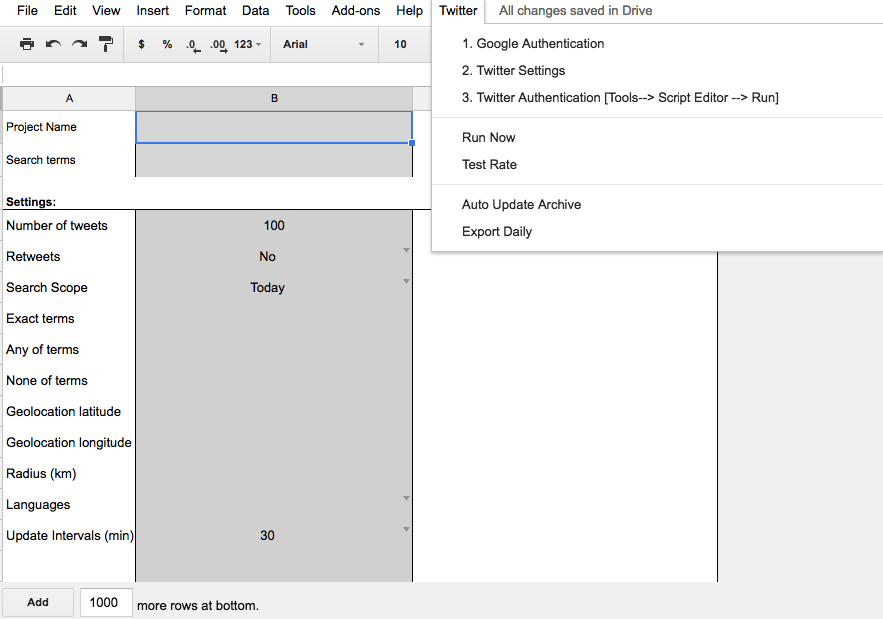 File Edit View Insert Format Data Tools Add-ons Help Twitter All changes saved in Drive
$ % .0 .00 123 Arial 10
1. Google Authentication
2. Twitter Settings
3. Twitter Authentication [Tools--> Script Editor --> Run]
Run Now
Test Rate
Auto Update Archive
Export Daily
A B
Project Name
Search terms
Settings:
Number of tweets 100
Retweets No
Search Scope Today
Exact terms
Any of terms
None of terms
Geolocation latitude
Geolocation longitude
Radius (km)
Languages
Update Intervals (min) 30
Add 1000 more rows at bottom.